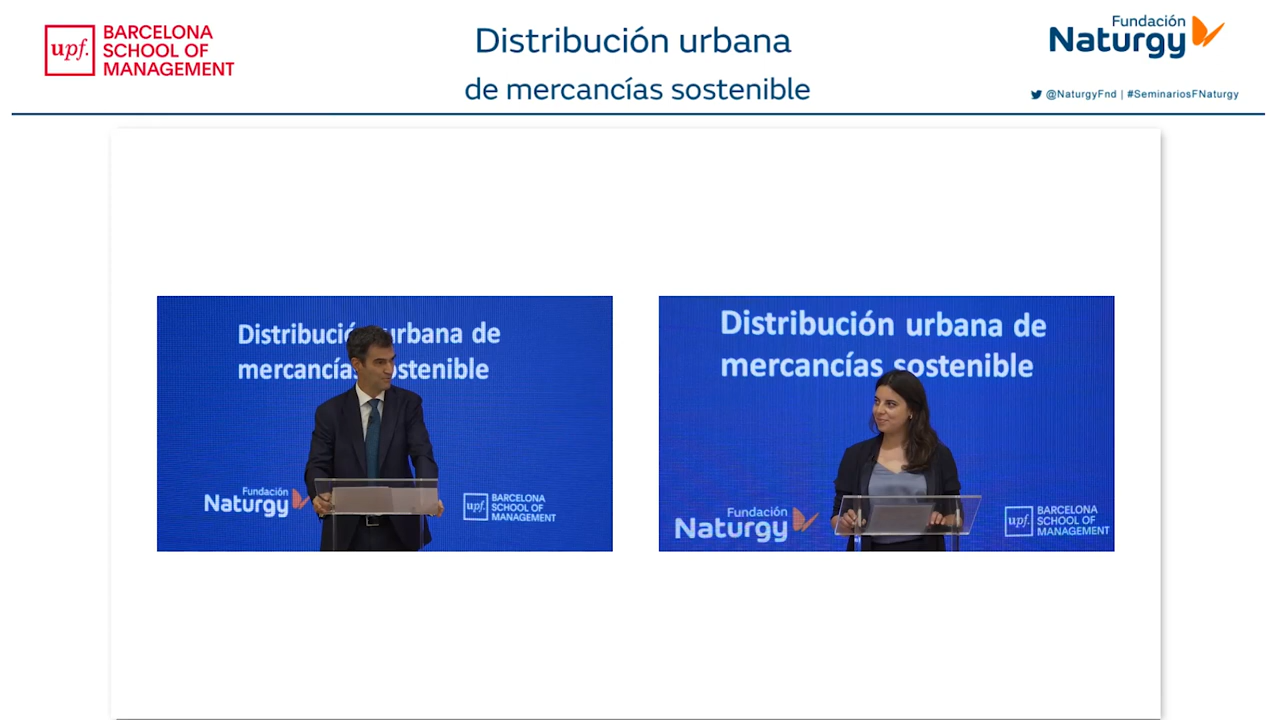 upf.
BARCELONA
SCHOOL OF
MANAGEMENT
Distribución urbana
de mercancías sostenible
Fundación
Naturgy
@NaturgyFnd | #SeminariosFNaturgy
Distribución urbana de
mercancías sostenible
Fundación
Naturgy
upf.
BARCELONA
SCHOOL OF
MANAGEMENT
Distribución urbana de
mercancías sostenible
Fundación
Naturgy
upf.
BARCELONA
SCHOOL OF
MANAGEMENT